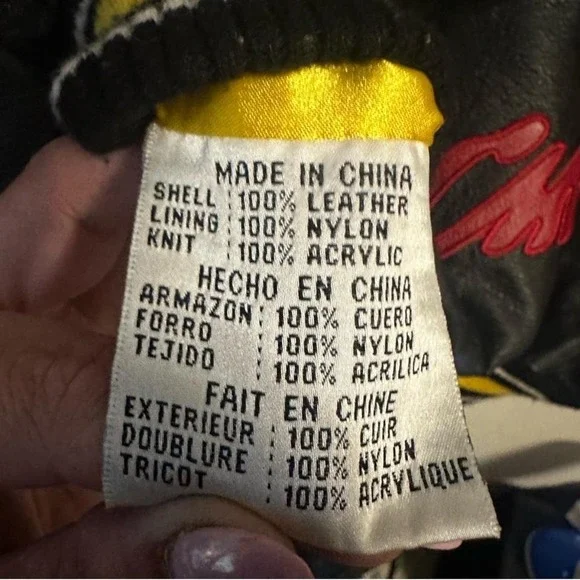 MADE IN CHINA
SHELL : 100% LEATHER
LINING : 100% NYLON
KNIT : 100% ACRYLIC
HECHO EN CHINA
ARMAZON : 100% CUERO
FORRO : 100% NYLON
TEJIDO : 100% ACRILICA
FAIT EN CHINE
EXTERIEUR : 100% CUIR
DOUBLURE : 100% NYLON
TRICOT : 100% ACRYLIQUE